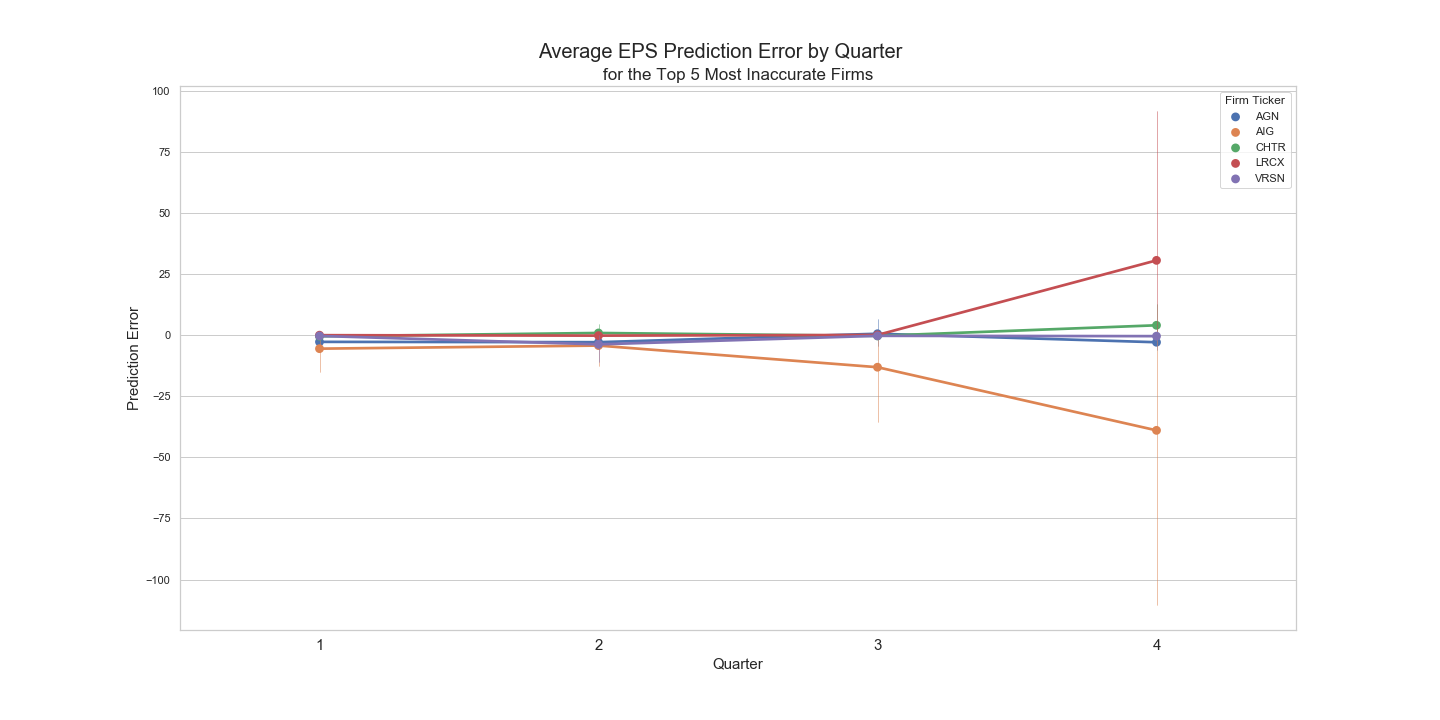 Average EPS Prediction Error by Quarter
for the Top 5 Most Inaccurate Firms
100
75
50
25
0
−25
−50
−75
−100
Prediction Error
Firm Ticker
AGN
AIG
CHTR
LRCX
VRSN
1 2 3 4
Quarter